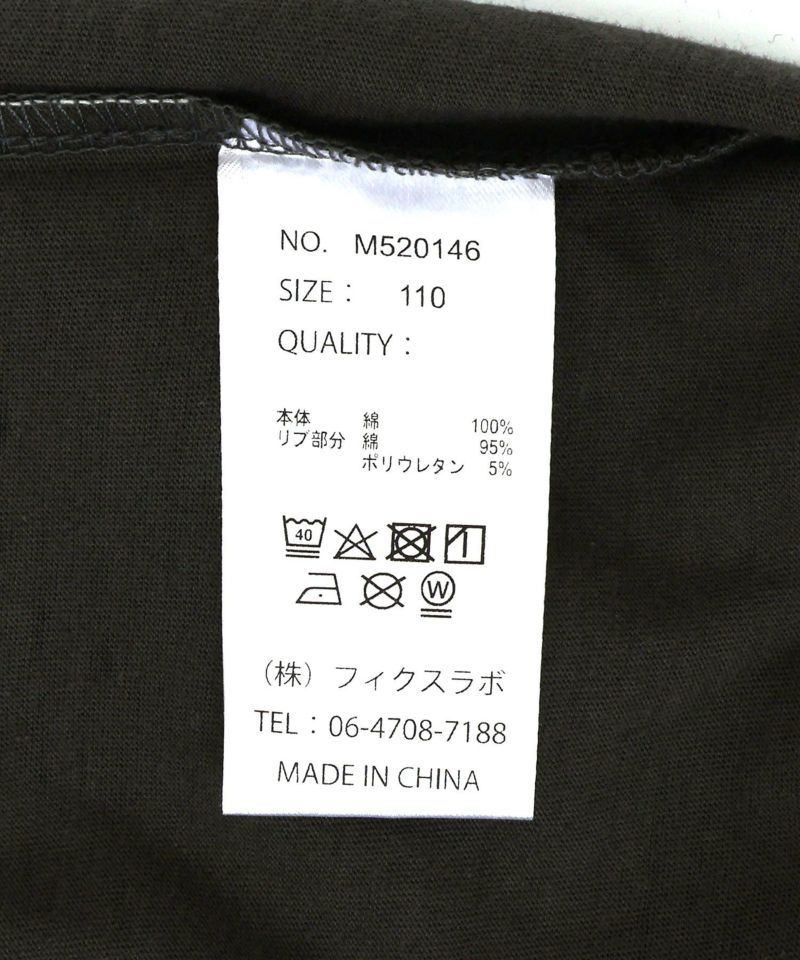 NO. M520146
SIZE： 110
QUALITY：
本体 綿 100%
リブ部分 綿 95%
ポリウレタン 5%
40
W
（株）フィクスラボ
TEL：06-4708-7188
MADE IN CHINA